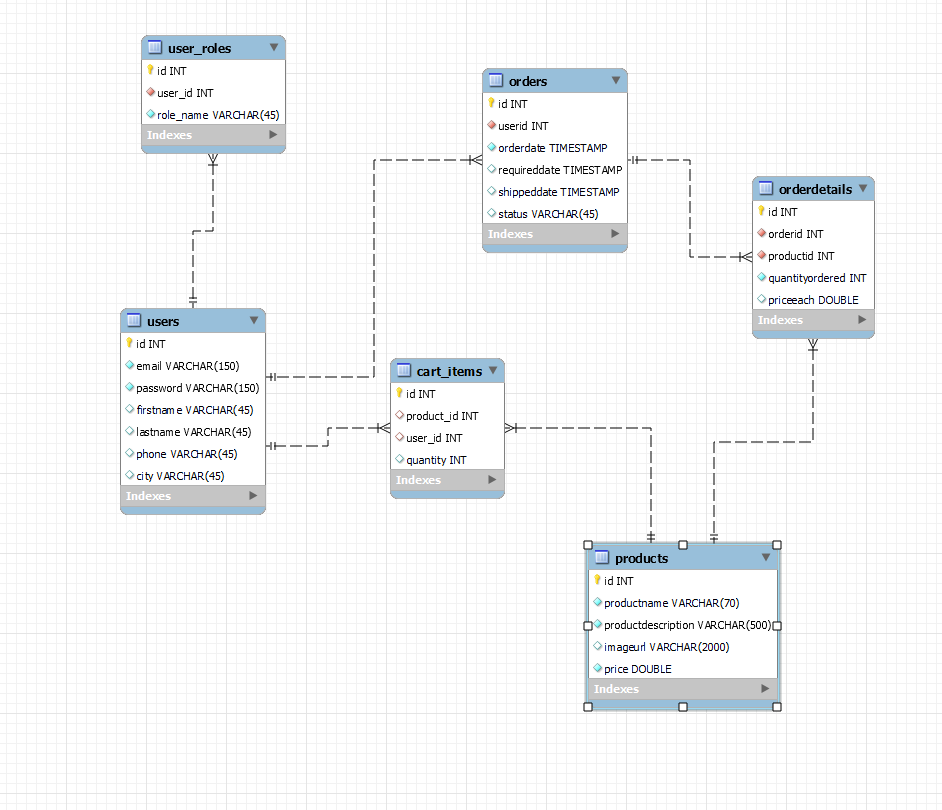 user_roles
id INT
user_id INT
role_name VARCHAR(45)
Indexes
orders
id INT
userid INT
orderdate TIMESTAMP
requireddate TIMESTAMP
shippeddate TIMESTAMP
status VARCHAR(45)
Indexes
orderdetails
id INT
orderid INT
productid INT
quantityordered INT
priceeach DOUBLE
Indexes
users
id INT
email VARCHAR(150)
password VARCHAR(150)
firstname VARCHAR(45)
lastname VARCHAR(45)
phone VARCHAR(45)
city VARCHAR(45)
Indexes
cart_items
id INT
product_id INT
user_id INT
quantity INT
Indexes
products
id INT
productname VARCHAR(70)
productdescription VARCHAR(500)
imageurl VARCHAR(2000)
price DOUBLE
Indexes